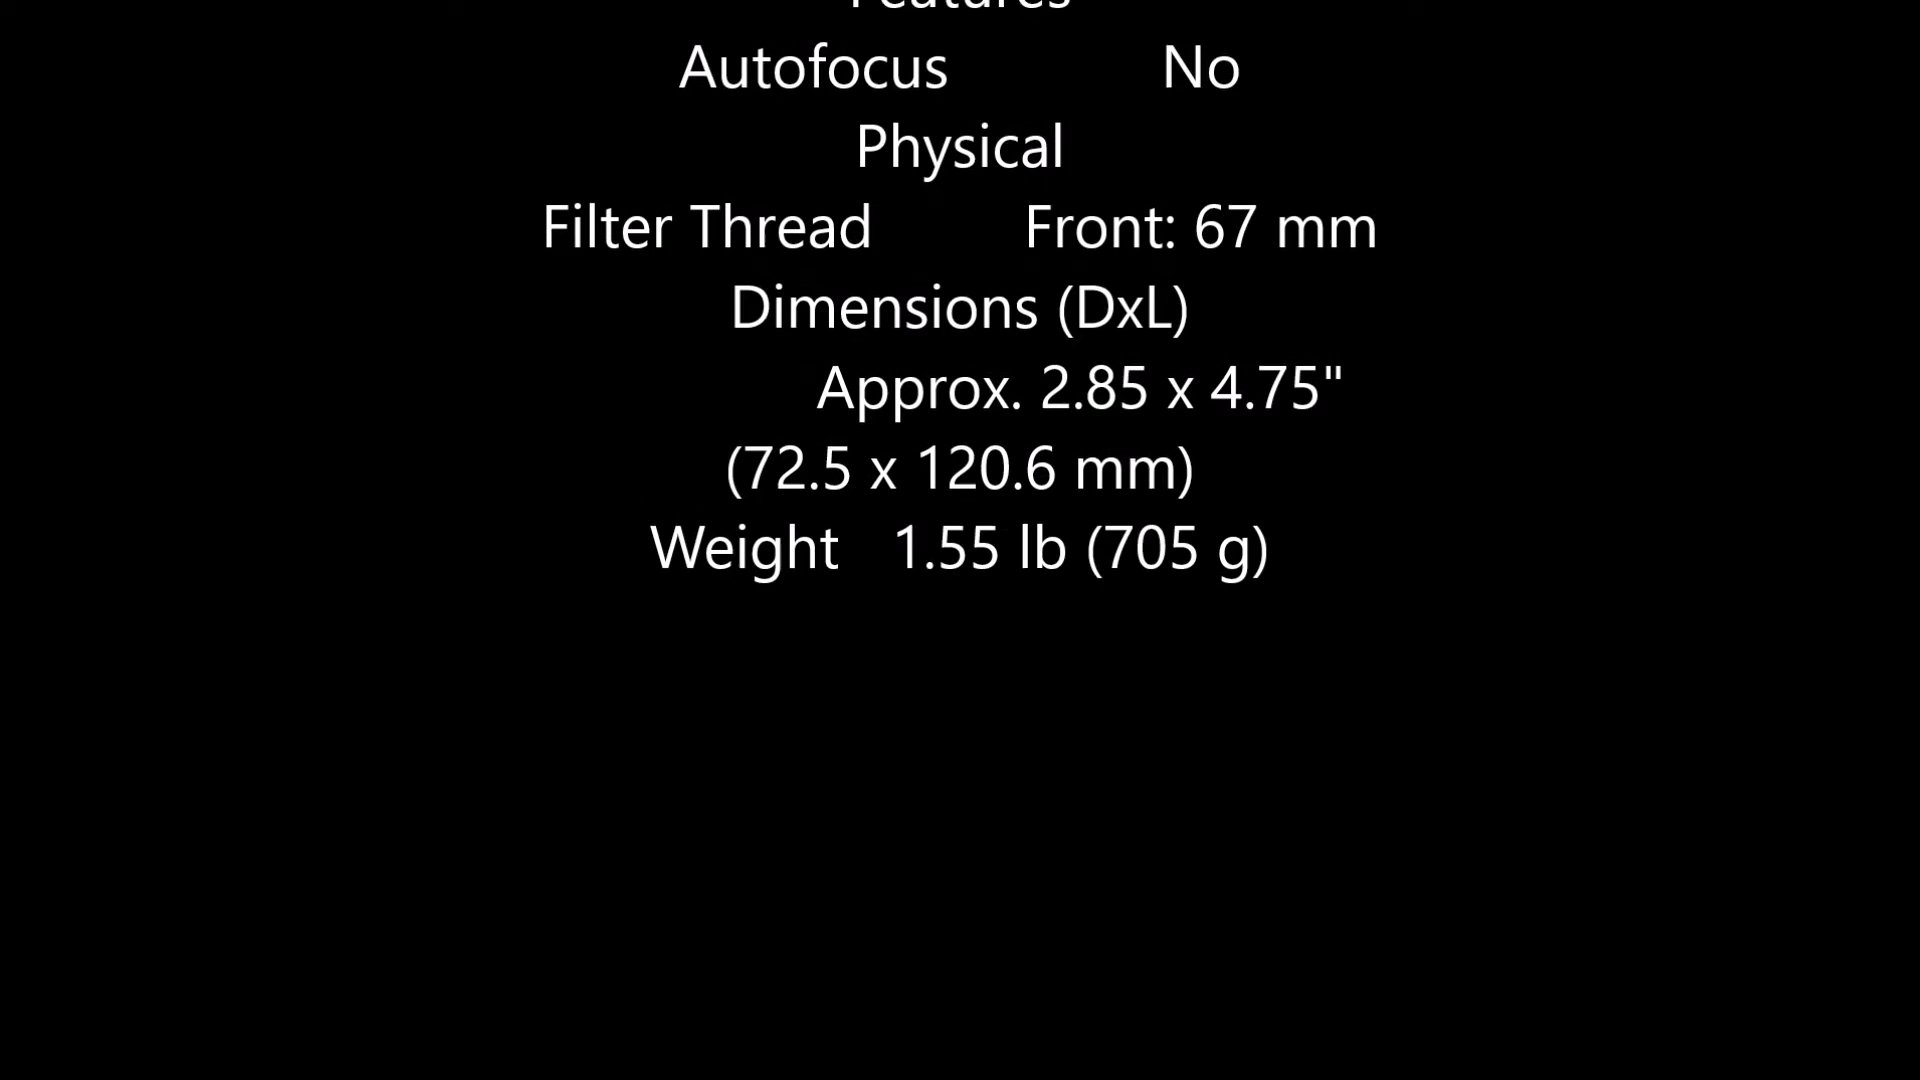 Features
Autofocus No
Physical
Filter Thread Front: 67 mm
Dimensions (DxL)
Approx. 2.85 x 4.75"
(72.5 x 120.6 mm)
Weight 1.55 lb (705 g)